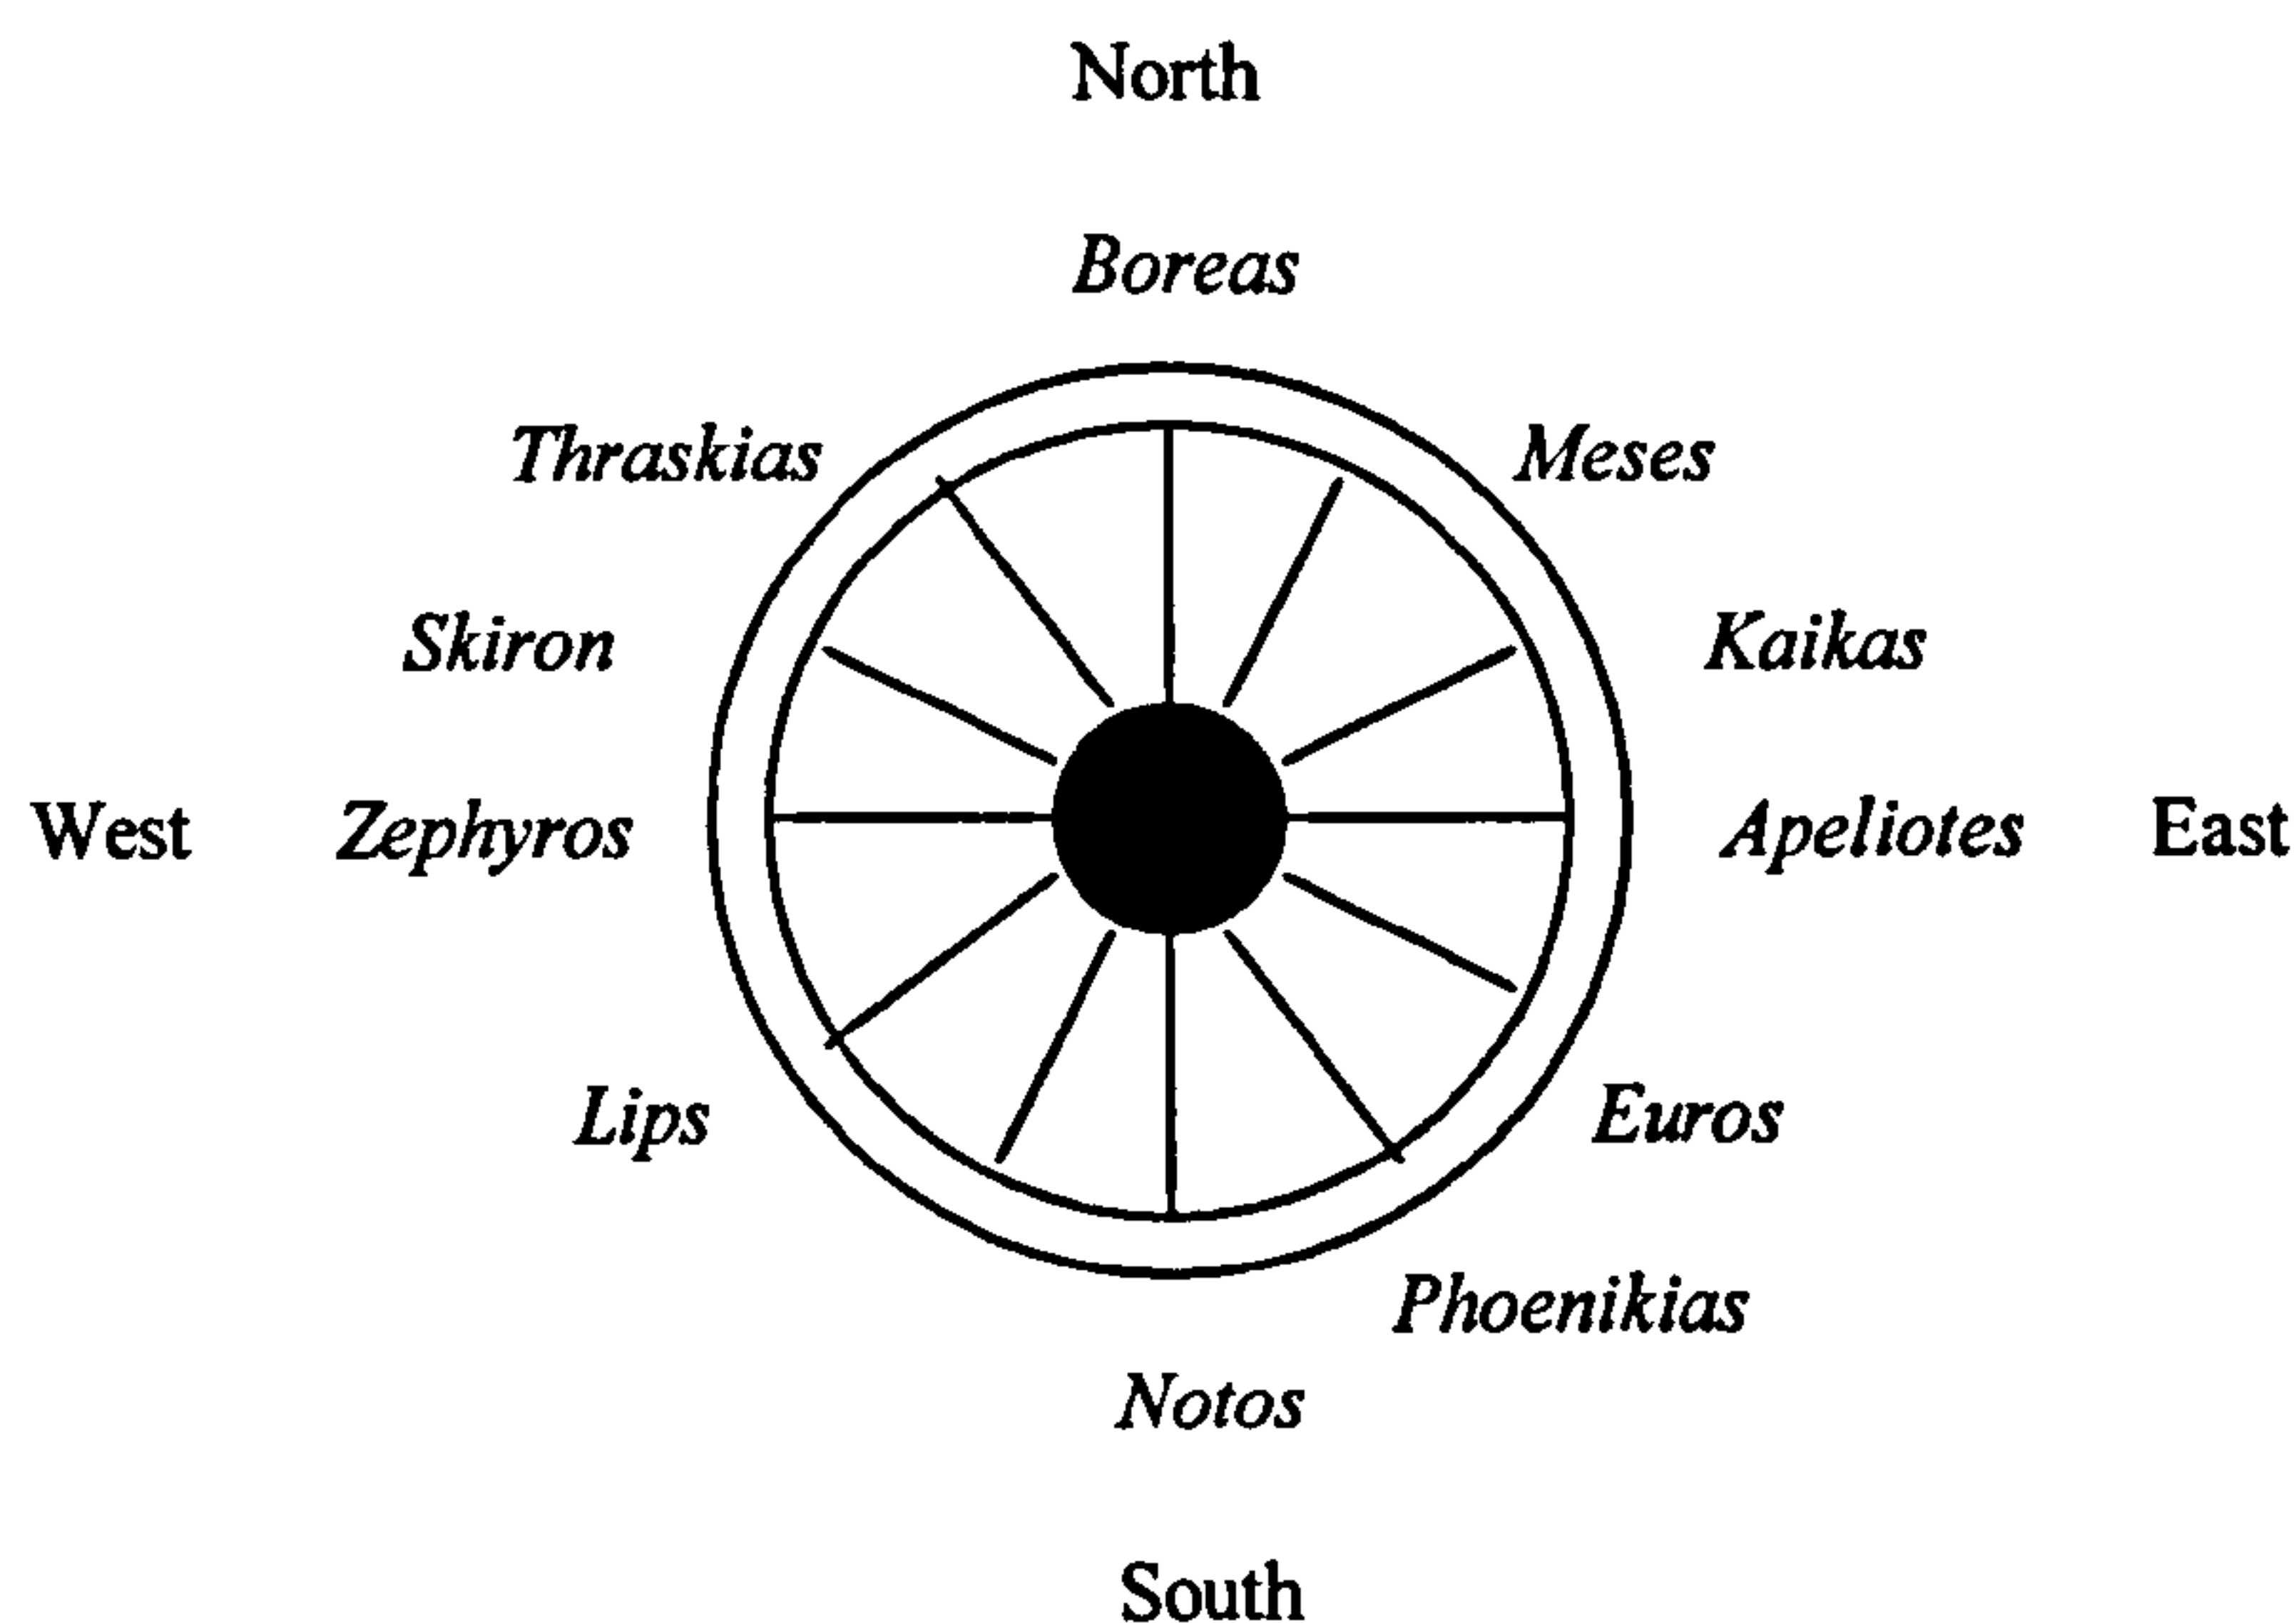 North
Boreas
Thraskias Meses
Skiron Kaikas
West Zephyros Apeliotes East
Lips Euros
Phoenikias
Notos
South